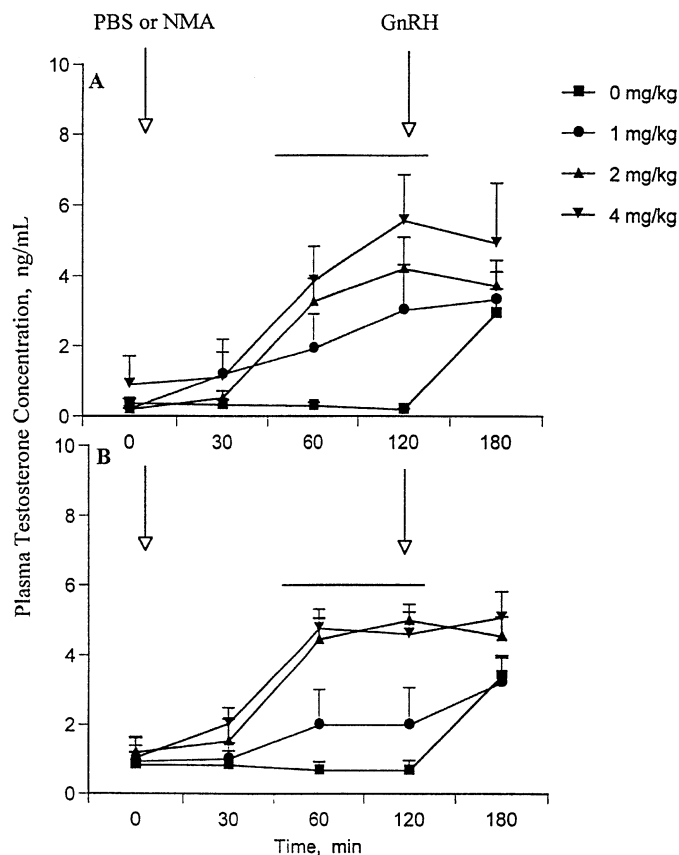 PBS or NMA
GnRH
A
10
8
6
4
2
0
0
30
60
120
180
0 mg/kg
1 mg/kg
2 mg/kg
4 mg/kg
Plasma Testosterone Concentration, ng/mL
B
10
8
6
4
2
0
0
30
60
120
180
Time, min